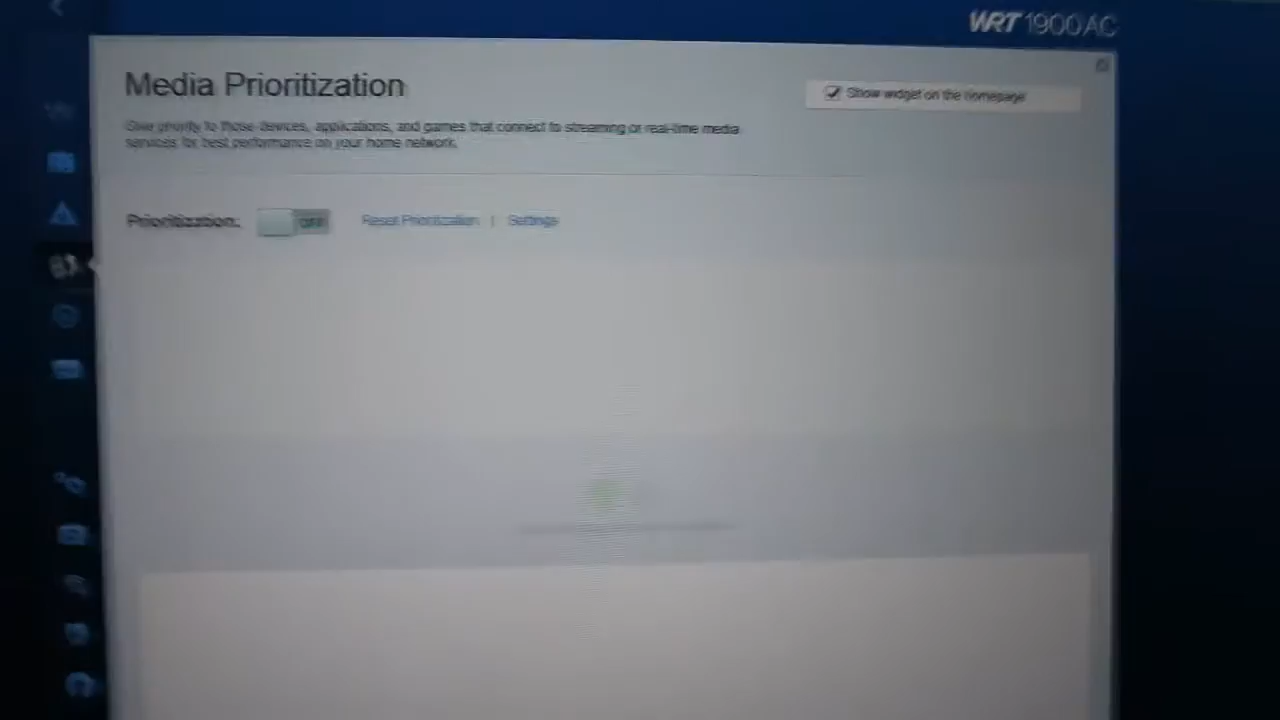 WRT 1900AC
Media Prioritization
Show widget on the homepage
Give priority to those devices, applications, and games that connect to streaming or real-time media
services for best performance on your home network.
Prioritization: OFF Reset Prioritization | Settings